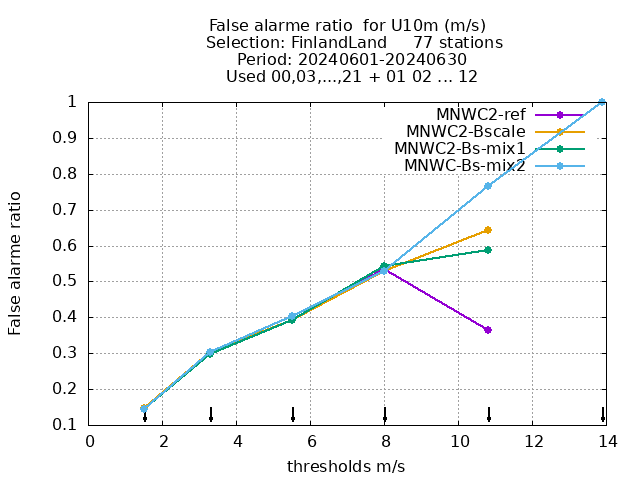 False alarme ratio  for U10m (m/s)
Selection: FinlandLand     77 stations
Period: 20240601-20240630
Used 00,03,...,21 + 01 02 ... 12
MNWC2-ref
MNWC2-Bscale
MNWC2-Bs-mix1
MNWC-Bs-mix2
1
0.9
0.8
0.7
0.6
0.5
0.4
0.3
0.2
0.1
False alarme ratio
0 2 4 6 8 10 12 14
thresholds m/s